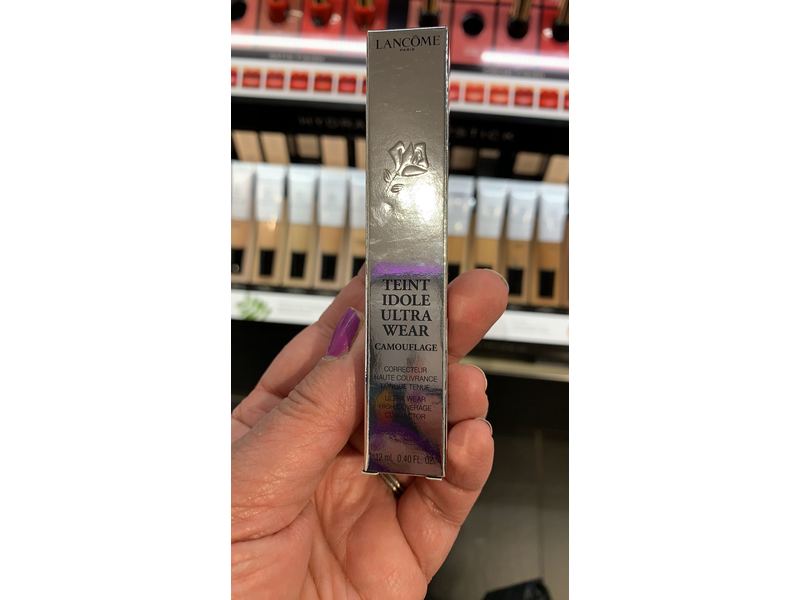 LANCÔME
PARIS
TEINT
IDOLE
ULTRA
WEAR
CAMOUFLAGE
CORRECTEUR
HAUTE COUVRANCE
LONGUE TENUE
ULTRA WEAR
HIGH COVERAGE
CORRECTOR
12 mL 0.40 FL. OZ.